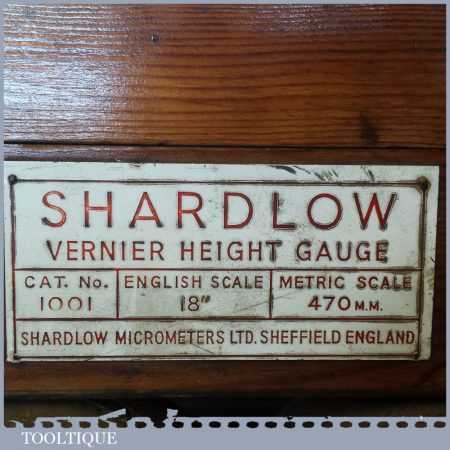 SHARDLOW
VERNIER HEIGHT GAUGE
CAT. No. ENGLISH SCALE METRIC SCALE
1001 18" 470 M.M.
SHARDLOW MICROMETERS LTD. SHEFFIELD ENGLAND
TOOLTIQUE